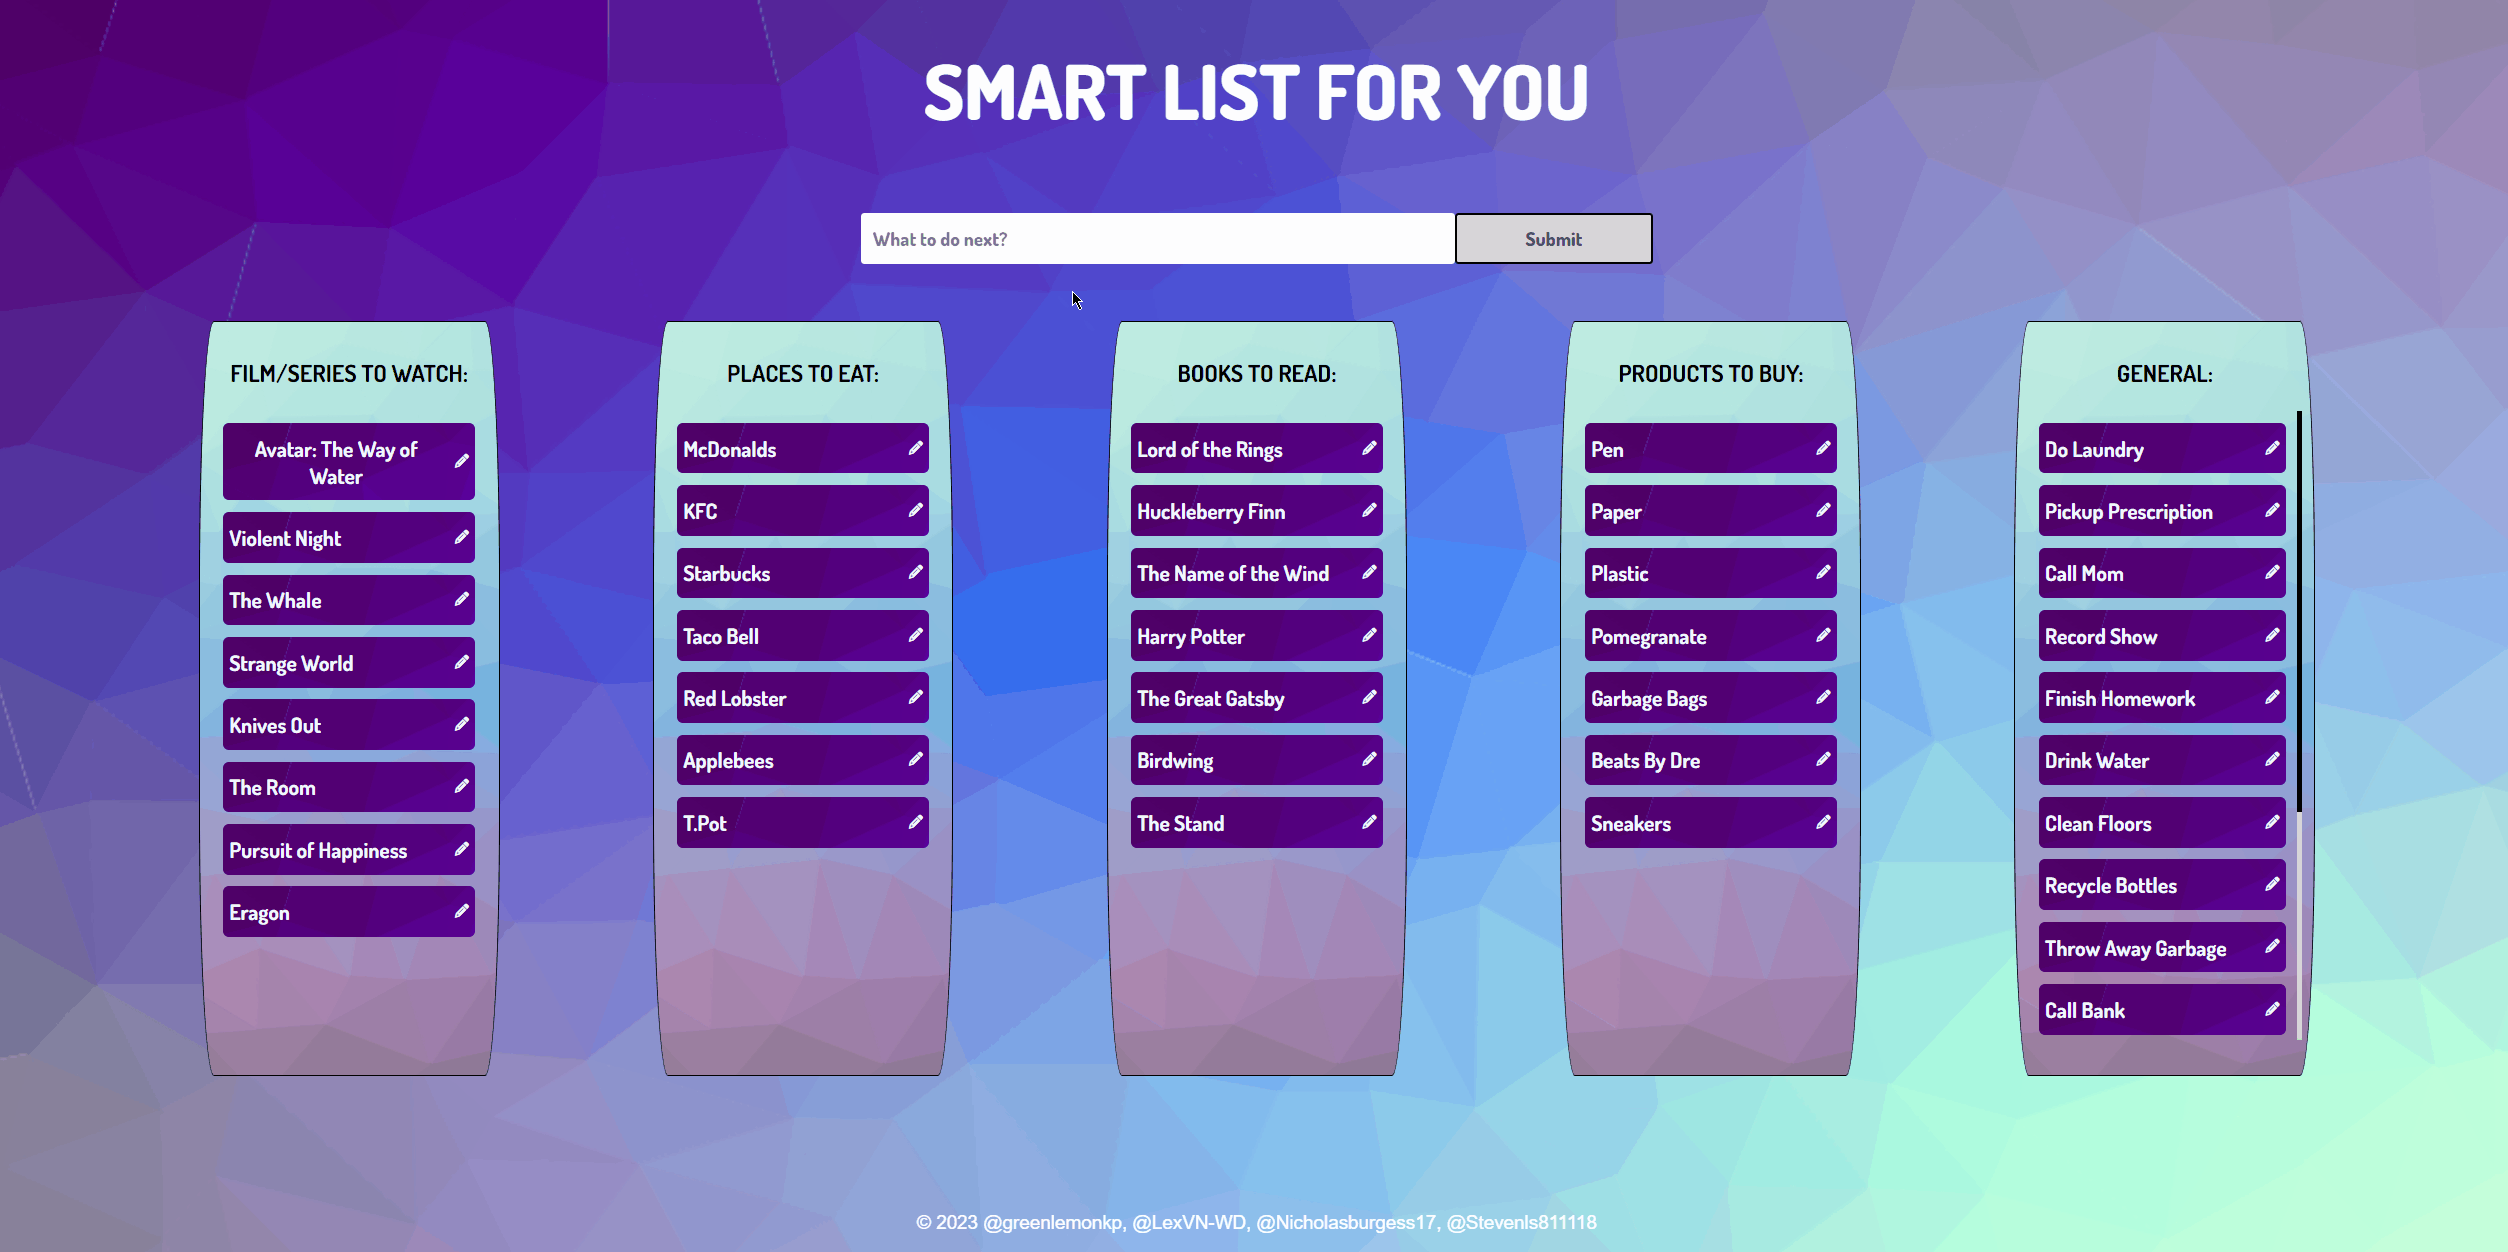 SMART LIST FOR YOU
What to do next?
Submit
FILM/SERIES TO WATCH:
Avatar: The Way of
Water
Violent Night
The Whale
Strange World
Knives Out
The Room
Pursuit of Happiness
Eragon
PLACES TO EAT:
McDonalds
KFC
Starbucks
Taco Bell
Red Lobster
Applebees
T.Pot
BOOKS TO READ:
Lord of the Rings
Huckleberry Finn
The Name of the Wind
Harry Potter
The Great Gatsby
Birdwing
The Stand
PRODUCTS TO BUY:
Pen
Paper
Plastic
Pomegranate
Garbage Bags
Beats By Dre
Sneakers
GENERAL:
Do Laundry
Pickup Prescription
Call Mom
Record Show
Finish Homework
Drink Water
Clean Floors
Recycle Bottles
Throw Away Garbage
Call Bank
© 2023 @greenlemonkp, @LexVN-WD, @Nicholasburgess17, @Stevenls811118